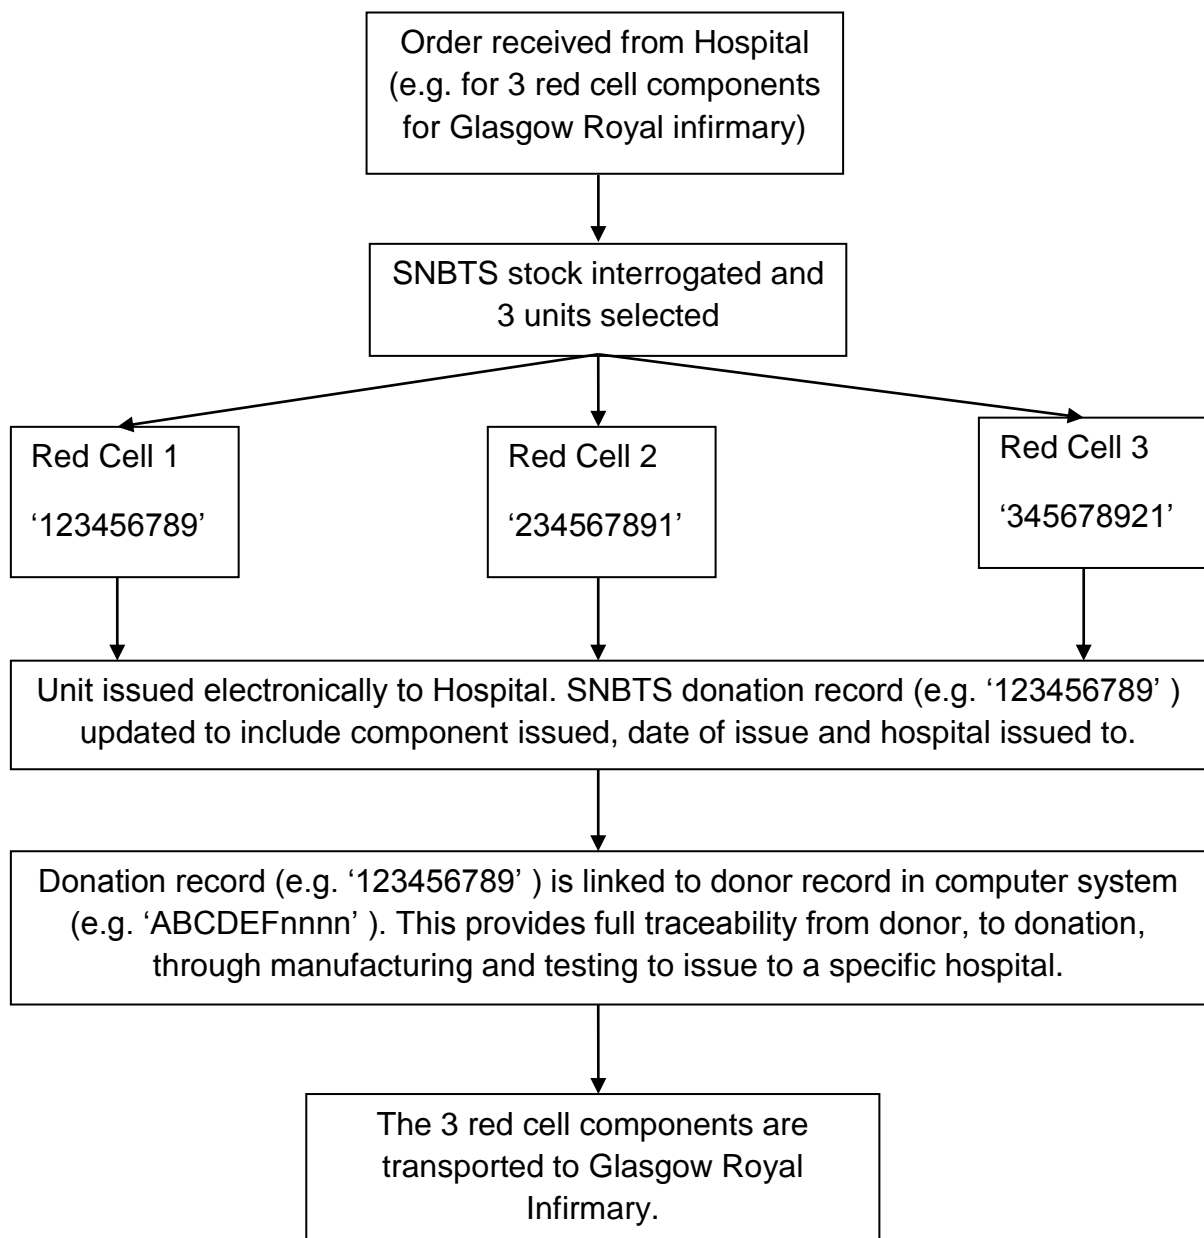 Order received from Hospital
(e.g. for 3 red cell components
for Glasgow Royal infirmary)
SNBTS stock interrogated and
3 units selected
Red Cell 1
‘123456789’
Red Cell 2
‘234567891’
Red Cell 3
‘345678921’
Unit issued electronically to Hospital. SNBTS donation record (e.g. ‘123456789’ )
updated to include component issued, date of issue and hospital issued to.
Donation record (e.g. ‘123456789’ ) is linked to donor record in computer system
(e.g. ‘ABCDEFnnnn’ ). This provides full traceability from donor, to donation,
through manufacturing and testing to issue to a specific hospital.
The 3 red cell components are
transported to Glasgow Royal
Infirmary.